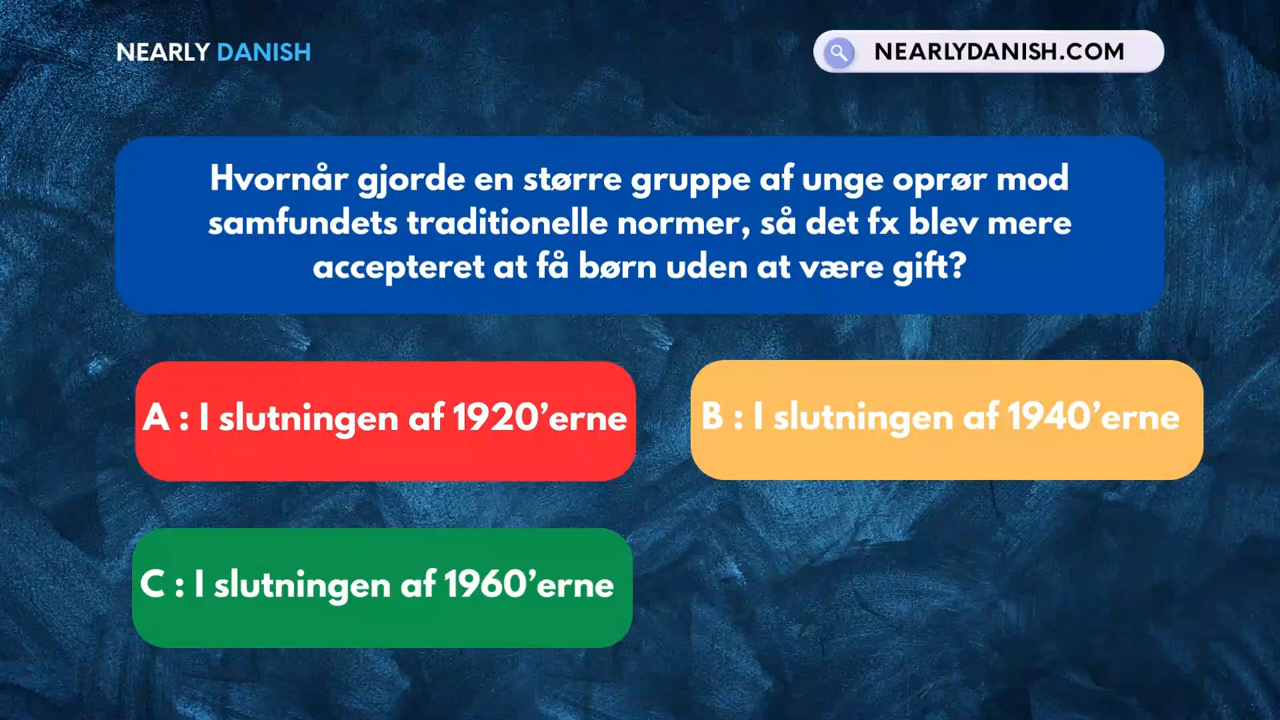 NEARLY DANISH
NEARLYDANISH.COM
Hvornår gjorde en større gruppe af unge oprør mod
samfundets traditionelle normer, så det fx blev mere
accepteret at få børn uden at være gift?
A : I slutningen af 1920’erne
B : I slutningen af 1940’erne
C : I slutningen af 1960’erne